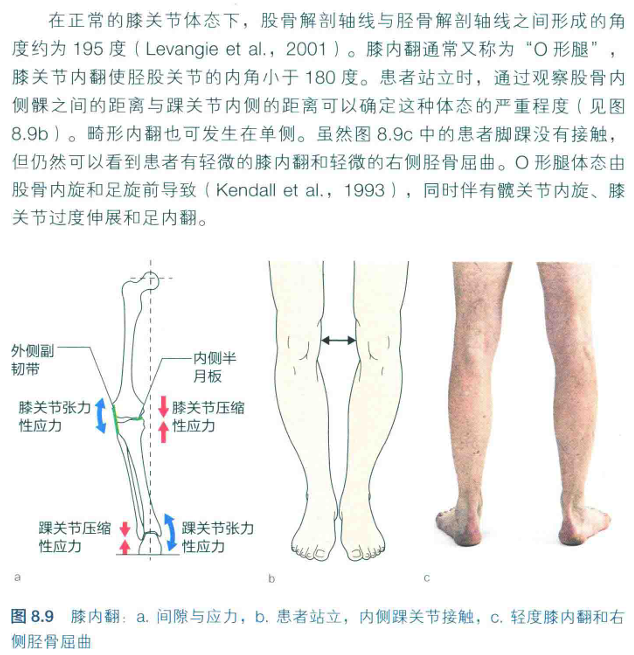 在正常的膝关节体态下，股骨解剖轴线与胫骨解剖轴线之间形成的角
度约为 195 度（Levangie et al.，2001）。膝内翻通常又称为“O 形腿”，
膝关节内翻使胫股关节的内角小于 180 度。患者站立时，通过观察股骨内
侧髁之间的距离与踝关节内侧的距离可以确定这种体态的严重程度（见图
8.9b）。畸形内翻也可发生在单侧。虽然图 8.9c 中的患者脚踝没有接触，
但仍然可以看到患者有轻微的膝内翻和轻微的右侧胫骨屈曲。O 形腿体态由
股骨内旋和足旋前导致（Kendall et al.，1993），同时伴有髋关节内旋、膝
关节过度伸展和足内翻。
外侧副
韧带
内侧半
月板
膝关节张力
性应力
膝关节压缩
性应力
踝关节压缩
性应力
踝关节张力
性应力
a
b
c
图 8.9 膝内翻：a. 间隙与应力，b. 患者站立，内侧踝关节接触，c. 轻度膝内翻和右
侧胫骨屈曲